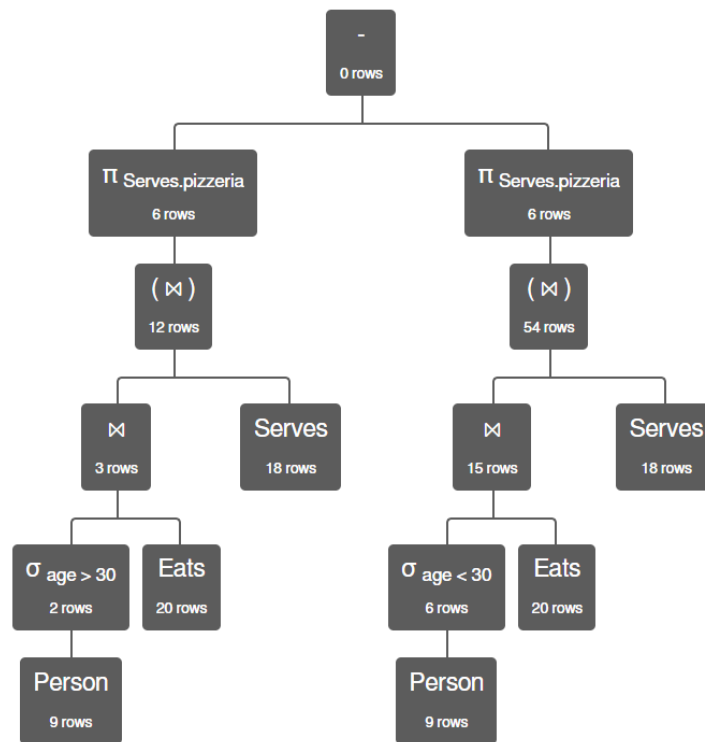 -
0 rows
π Serves.pizzeria
6 rows
π Serves.pizzeria
6 rows
( ⋈ )
12 rows
( ⋈ )
54 rows
⋈
3 rows
Serves
18 rows
⋈
15 rows
Serves
18 rows
σ age > 30
2 rows
Eats
20 rows
σ age < 30
6 rows
Eats
20 rows
Person
9 rows
Person
9 rows